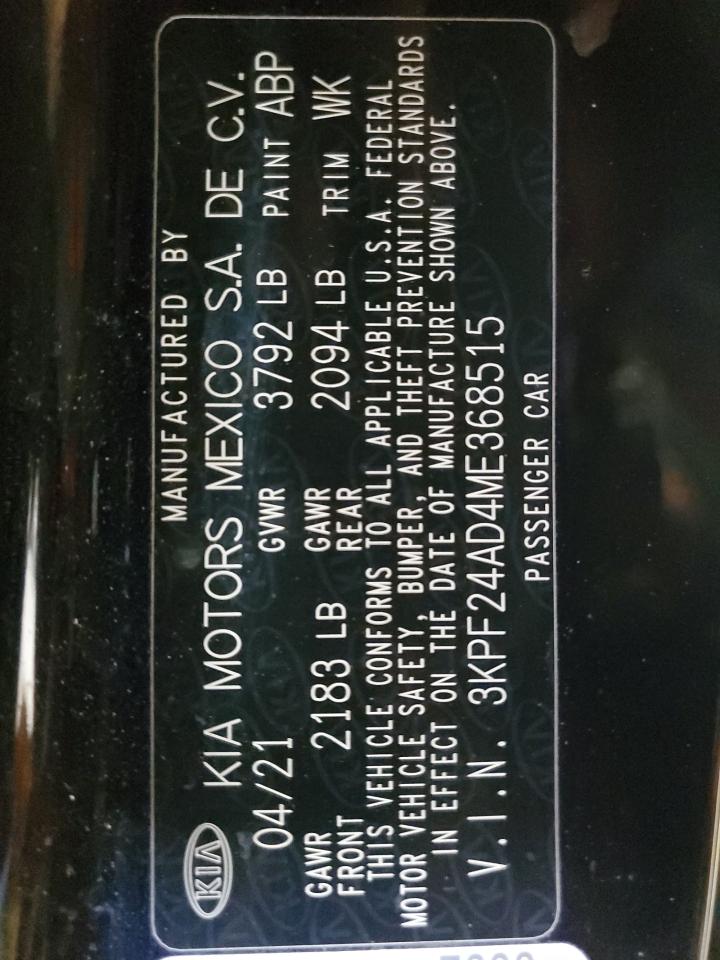 MANUFACTURED BY
KIA KIA MOTORS MEXICO S.A. DE C.V.
04/21 GVWR 3792 LB PAINT ABP
GAWR FRONT 2183 LB GAWR REAR 2094 LB TRIM WK
THIS VEHICLE CONFORMS TO ALL APPLICABLE U.S.A. FEDERAL
MOTOR VEHICLE SAFETY, BUMPER, AND THEFT PREVENTION STANDARDS
IN EFFECT ON THE DATE OF MANUFACTURE SHOWN ABOVE.
V.I.N. 3KPF24AD4ME368515
PASSENGER CAR